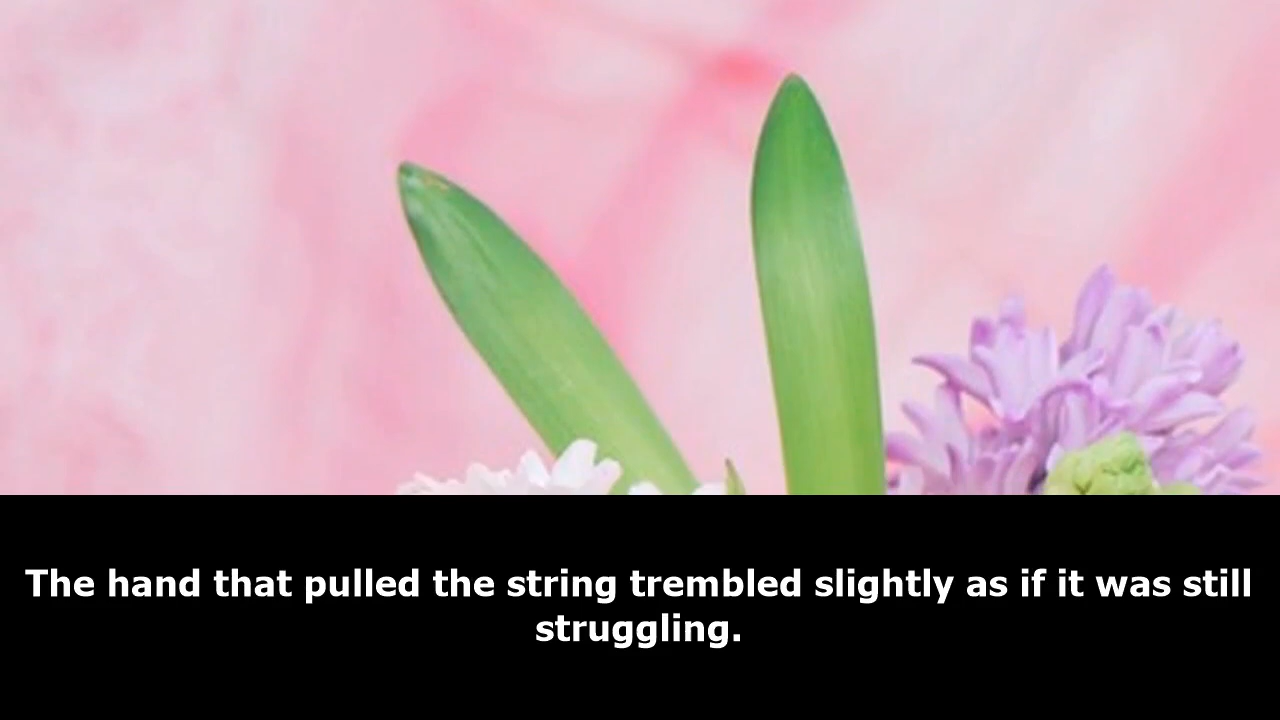 The hand that pulled the string trembled slightly as if it was still
struggling.